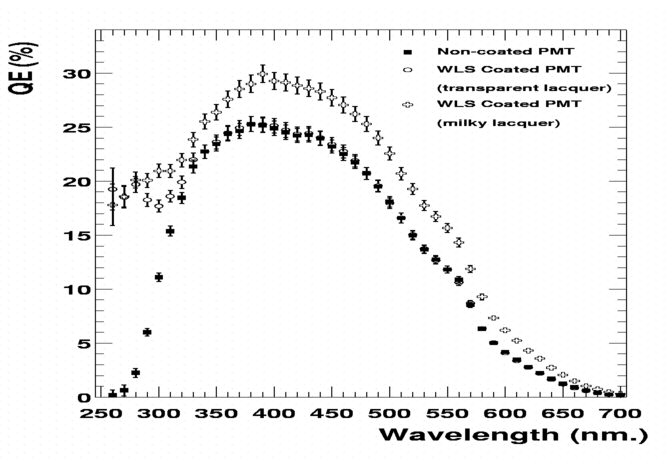 QE(%)
Non-coated PMT
WLS Coated PMT
(transparent lacquer)
WLS Coated PMT
(milky lacquer)
30
25
20
15
10
5
0
250 300 350 400 450 500 550 600 650 700
Wavelength (nm.)